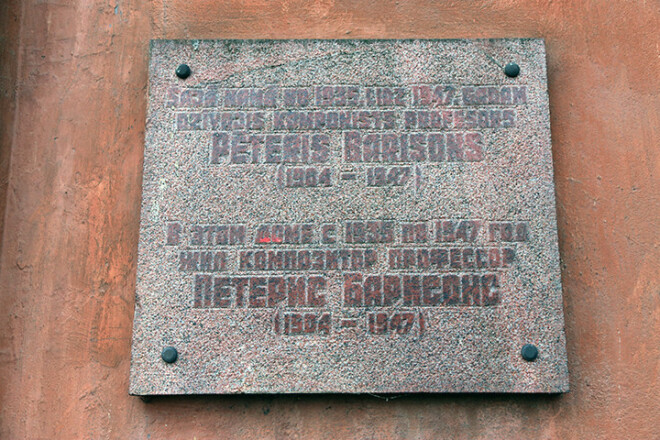 ŠAJĀ NAMĀ NO 1935. LĪDZ 1947. GADAM
DZĪVOJIS KOMPONISTS PROFESORS
PĒTERIS BARISONS
(1904 – 1947)
В ЭТОМ ДОМЕ С 1935 ПО 1947 ГОД
ЖИЛ КОМПОЗИТОР ПРОФЕССОР
ПЕТЕРИС БАРИСОНС
(1904 – 1947)